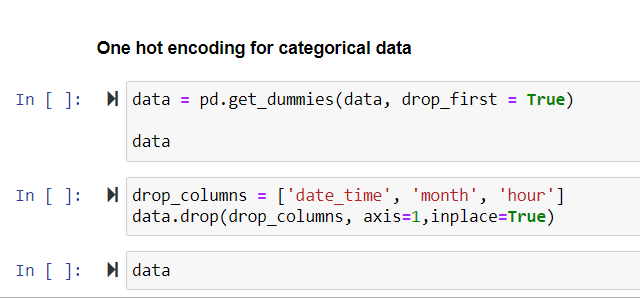 One hot encoding for categorical data
In [ ]: data = pd.get_dummies(data, drop_first = True)
data
In [ ]: drop_columns = ['date_time', 'month', 'hour']
data.drop(drop_columns, axis=1,inplace=True)
In [ ]: data